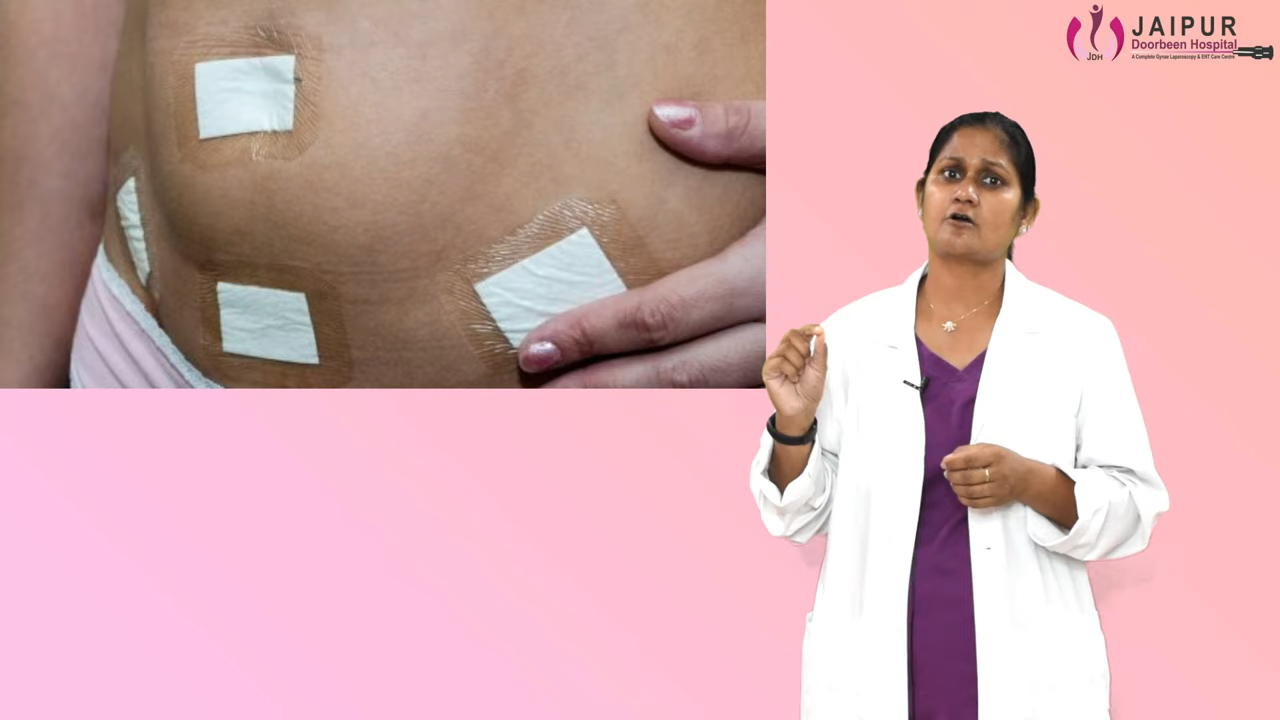 JAIPUR
Doorbeen Hospital
A Complete Gynae Laparoscopy & ENT Care Centre
JDH